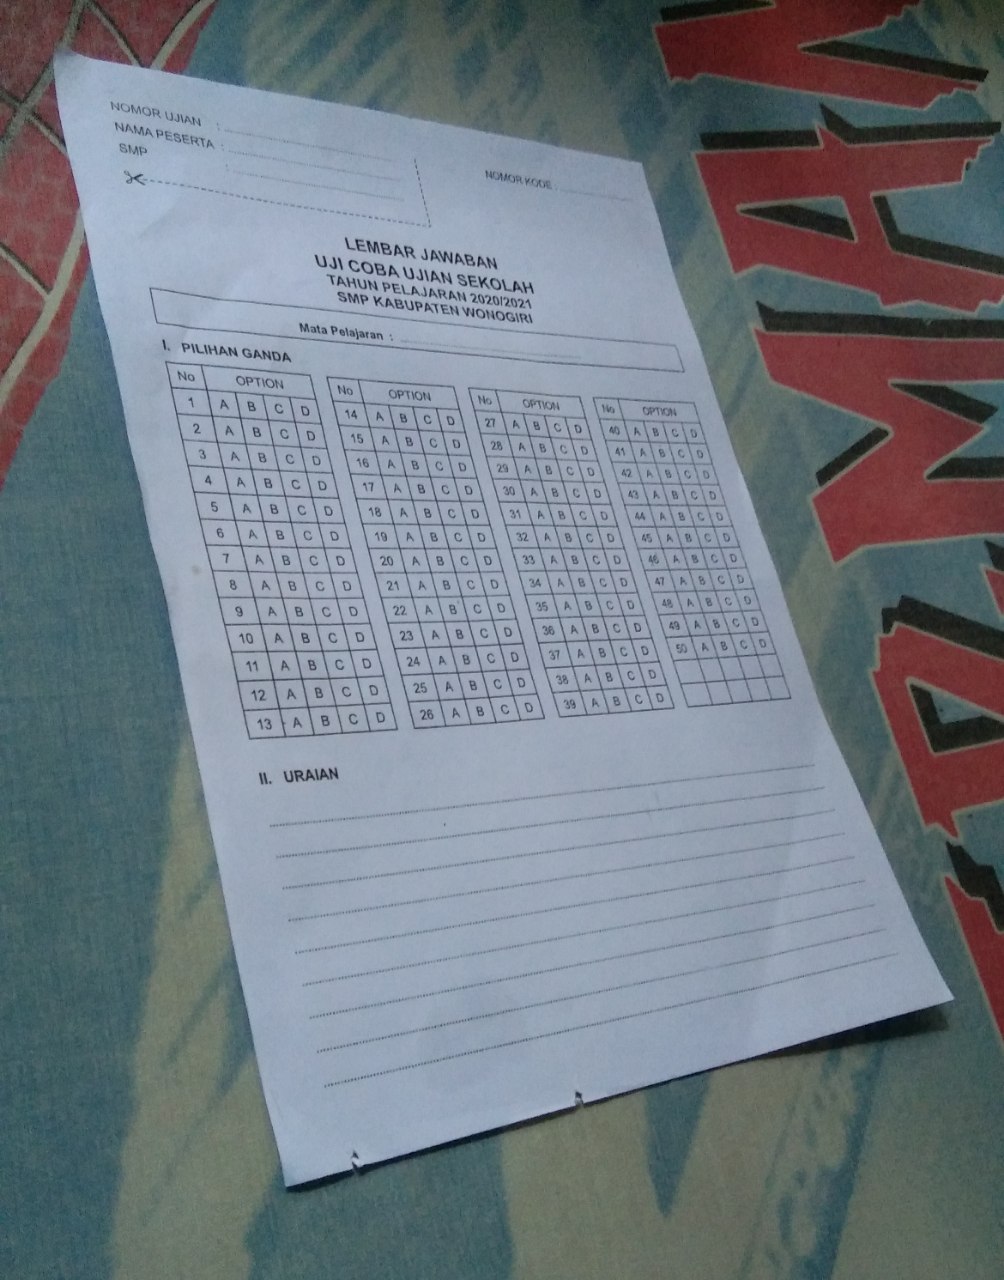 NOMOR UJIAN :
NAMA PESERTA :
SMP :
NOMOR KODE
LEMBAR JAWABAN
UJI COBA UJIAN SEKOLAH
TAHUN PELAJARAN 2020/2021
SMP KABUPATEN WONOGIRI
Mata Pelajaran :
I. PILIHAN GANDA
No OPTION No OPTION No OPTION No OPTION
1 A B C D 14 A B C D 27 A B C D 40 A B C D
2 A B C D 15 A B C D 28 A B C D 41 A B C D
3 A B C D 16 A B C D 29 A B C D 42 A B C D
4 A B C D 17 A B C D 30 A B C D 43 A B C D
5 A B C D 18 A B C D 31 A B C D 44 A B C D
6 A B C D 19 A B C D 32 A B C D 45 A B C D
7 A B C D 20 A B C D 33 A B C D 46 A B C D
8 A B C D 21 A B C D 34 A B C D 47 A B C D
9 A B C D 22 A B C D 35 A B C D 48 A B C D
10 A B C D 23 A B C D 36 A B C D 49 A B C D
11 A B C D 24 A B C D 37 A B C D 50 A B C D
12 A B C D 25 A B C D 38 A B C D
13 A B C D 26 A B C D 39 A B C D
II. URAIAN